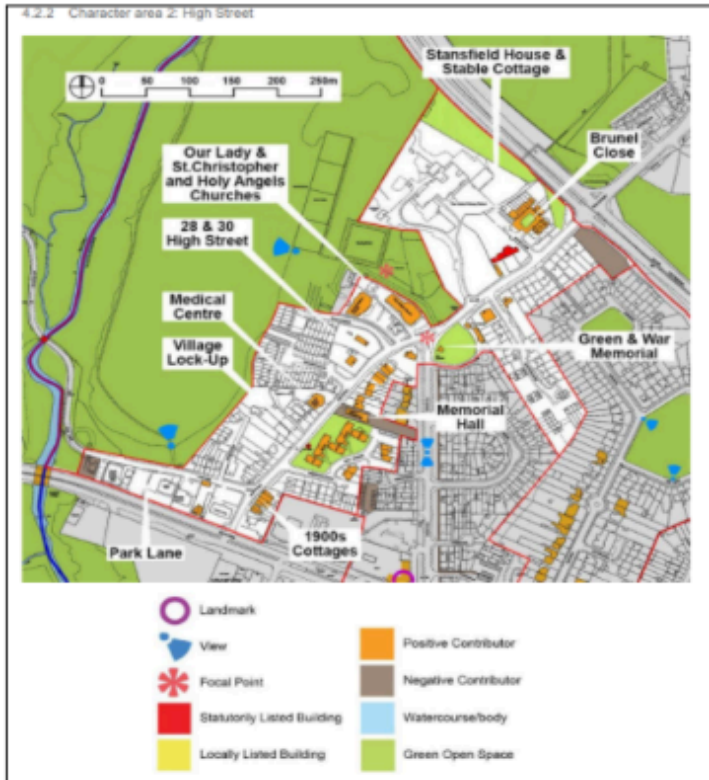 4.2.2 Character area 2: High Street
0 50 100 150 200 250m
Stansfield House &
Stable Cottage
Brunel
Close
Our Lady &
St.Christopher
and Holy Angels
Churches
28 & 30
High Street
Medical
Centre
Village
Lock-Up
Green & War
Memorial
Memorial
Hall
1900s
Cottages
Park Lane
Landmark
View
Focal Point
Statutorily Listed Building
Locally Listed Building
Positive Contributor
Negative Contributor
Watercourse/body
Green Open Space